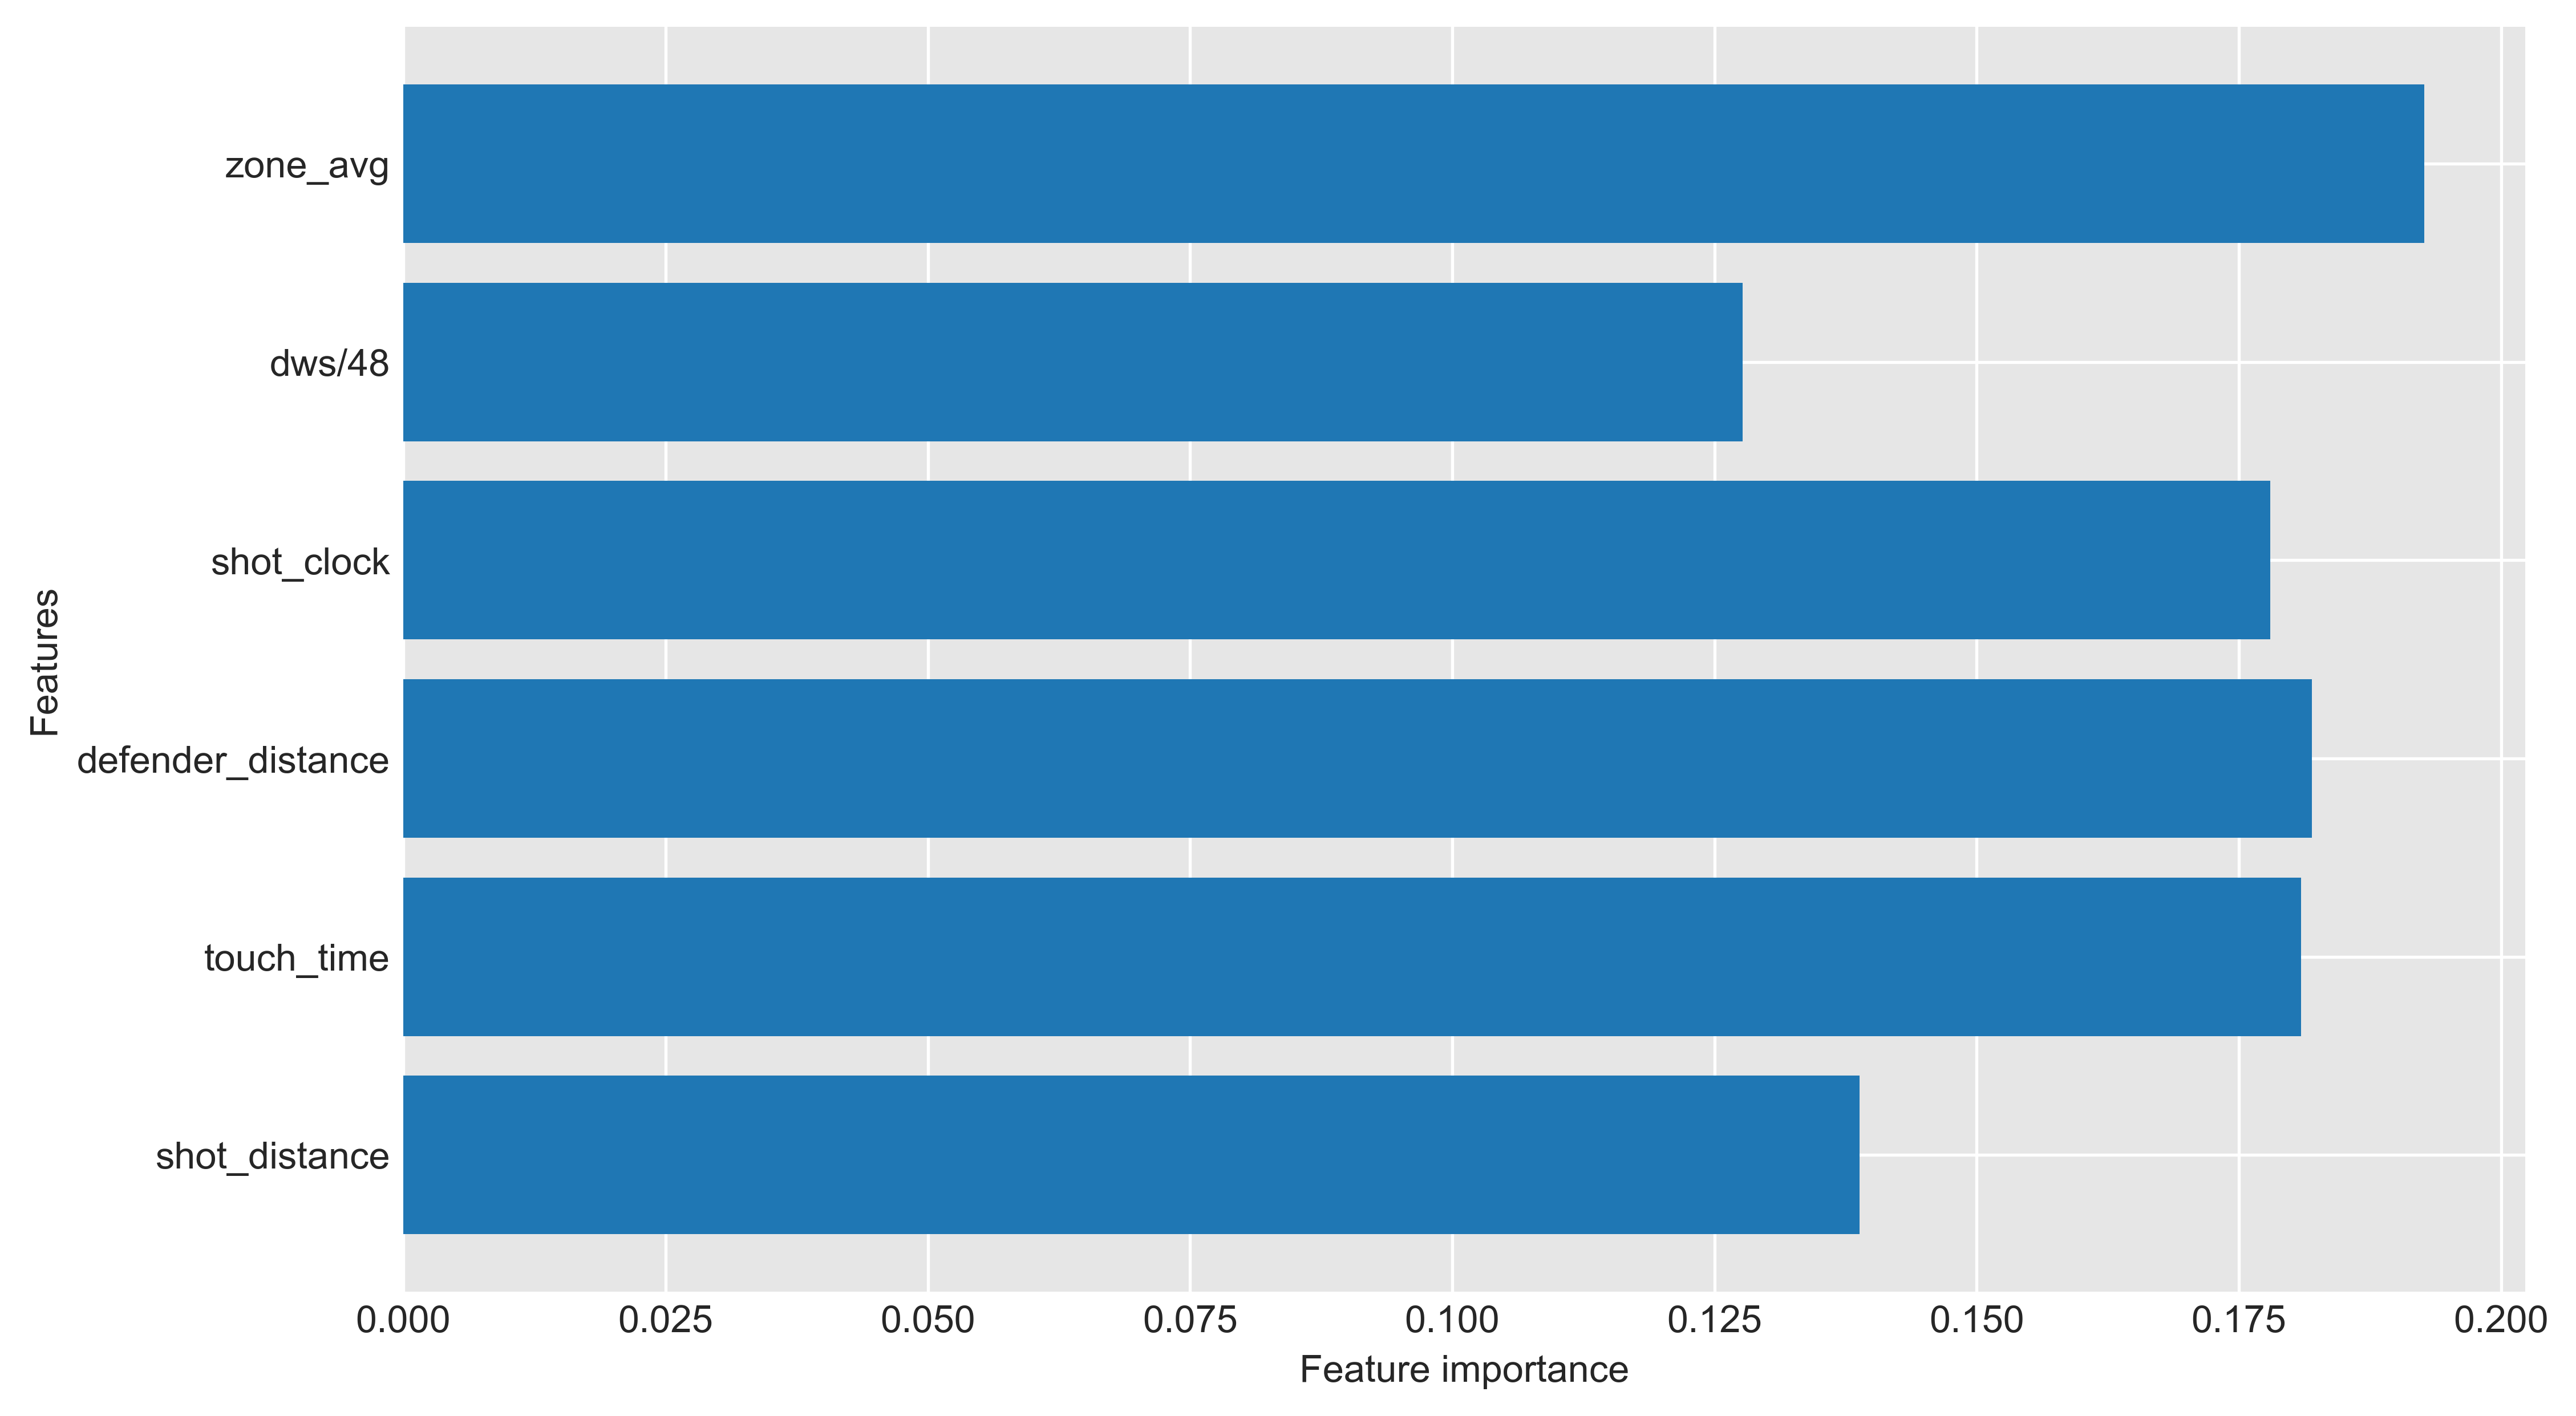 zone_avg
dws/48
shot_clock
defender_distance
touch_time
shot_distance
Features
0.000 0.025 0.050 0.075 0.100 0.125 0.150 0.175 0.200
Feature importance